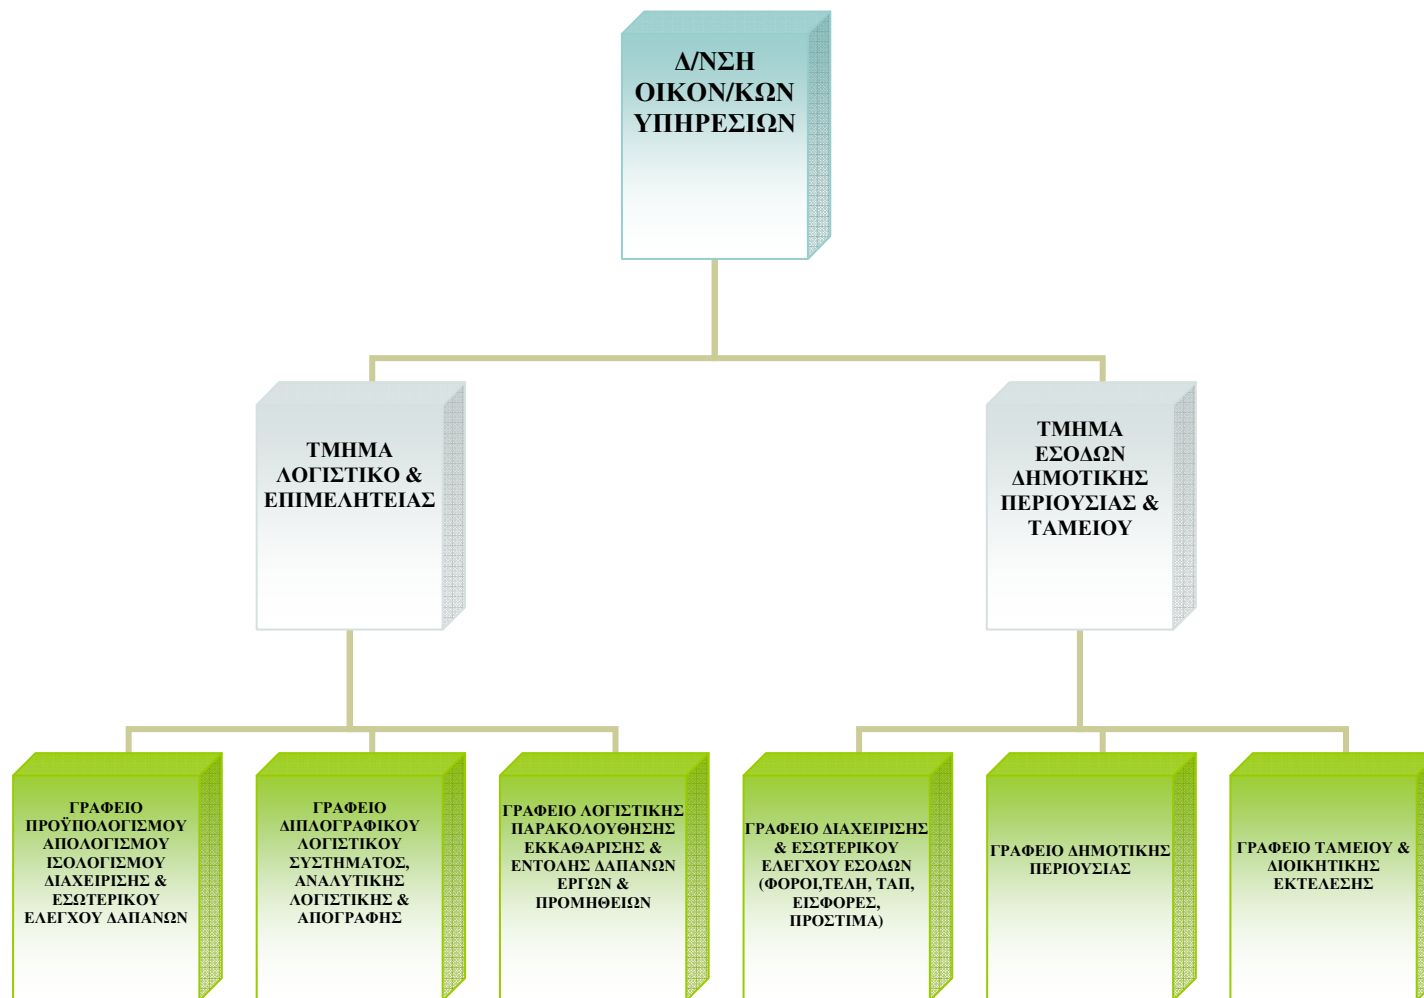 Δ/ΝΣΗ
ΟΙΚΟΝ/ΚΩΝ
ΥΠΗΡΕΣΙΩΝ
ΤΜΗΜΑ
ΛΟΓΙΣΤΙΚΟ &
ΕΠΙΜΕΛΗΤΕΙΑΣ
ΤΜΗΜΑ
ΕΣΟΔΩΝ
ΔΗΜΟΤΙΚΗΣ
ΠΕΡΙΟΥΣΙΑΣ &
ΤΑΜΕΙΟΥ
ΓΡΑΦΕΙΟ
ΠΡΟΫΠΟΛΟΓΙΣΜΟΥ
ΑΠΟΛΟΓΙΣΜΟΥ
ΙΣΟΛΟΓΙΣΜΟΥ
ΔΙΑΧΕΙΡΙΣΗΣ &
ΕΣΩΤΕΡΙΚΟΥ
ΕΛΕΓΧΟΥ ΔΑΠΑΝΩΝ
ΓΡΑΦΕΙΟ
ΔΙΠΛΟΓΡΑΦΙΚΟΥ
ΛΟΓΙΣΤΙΚΟΥ
ΣΥΣΤΗΜΑΤΟΣ,
ΑΝΑΛΥΤΙΚΗΣ
ΛΟΓΙΣΤΙΚΗΣ &
ΑΠΟΓΡΑΦΗΣ
ΓΡΑΦΕΙΟ ΛΟΓΙΣΤΙΚΗΣ
ΠΑΡΑΚΟΛΟΥΘΗΣΗΣ
ΕΚΚΑΘΑΡΙΣΗΣ &
ΕΝΤΟΛΗΣ ΔΑΠΑΝΩΝ
ΕΡΓΩΝ &
ΠΡΟΜΗΘΕΙΩΝ
ΓΡΑΦΕΙΟ ΔΙΑΧΕΙΡΙΣΗΣ
& ΕΣΩΤΕΡΙΚΟΥ
ΕΛΕΓΧΟΥ ΕΣΟΔΩΝ
(ΦΟΡΟΙ,ΤΕΛΗ, ΤΑΠ,
ΕΙΣΦΟΡΕΣ,
ΠΡΟΣΤΙΜΑ)
ΓΡΑΦΕΙΟ ΔΗΜΟΤΙΚΗΣ
ΠΕΡΙΟΥΣΙΑΣ
ΓΡΑΦΕΙΟ ΤΑΜΕΙΟΥ &
ΔΙΟΙΚΗΤΙΚΗΣ
ΕΚΤΕΛΕΣΗΣ